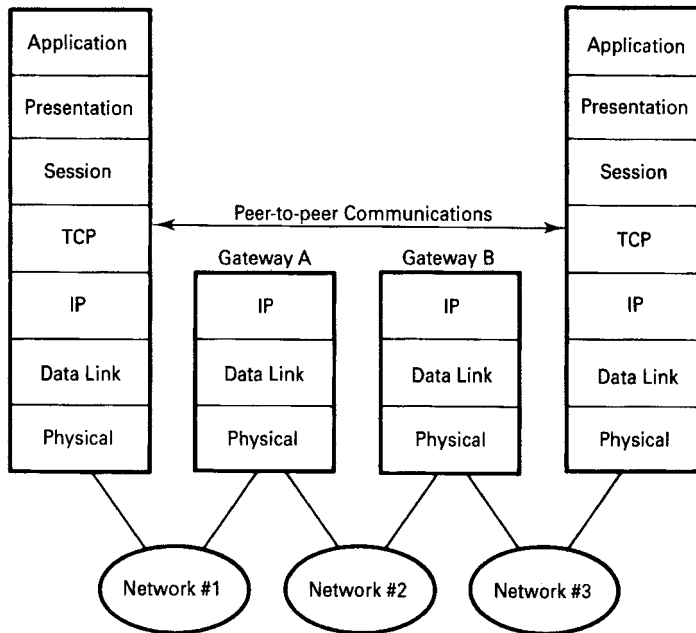 Application
Presentation
Session
TCP
IP
Data Link
Physical
Peer-to-peer Communications
Gateway A
IP
Data Link
Physical
Gateway B
IP
Data Link
Physical
Application
Presentation
Session
TCP
IP
Data Link
Physical
Network #1
Network #2
Network #3